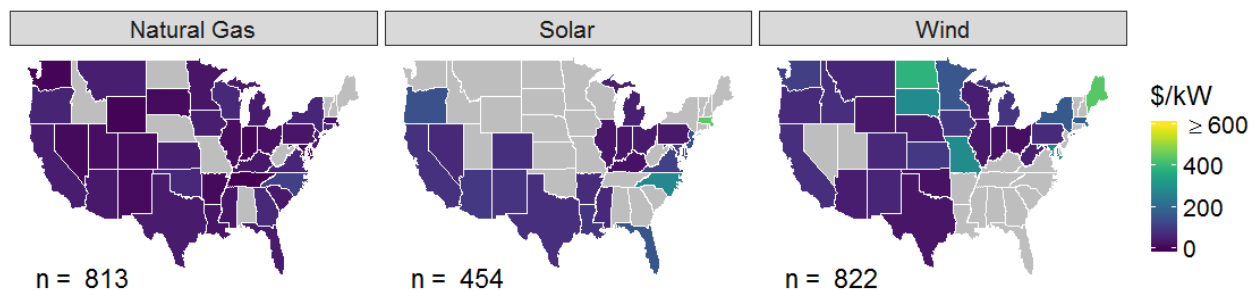 Natural Gas
Solar
Wind
$/kW
≥ 600
400
200
0
n = 813
n = 454
n = 822